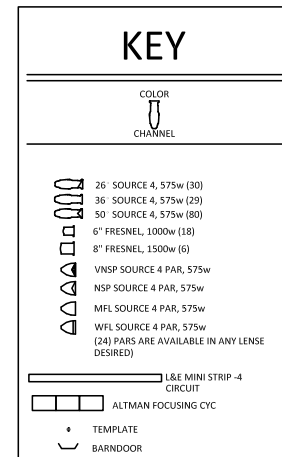 KEY
COLOR
CHANNEL
26° SOURCE 4, 575w (30)
36° SOURCE 4, 575w (29)
50° SOURCE 4, 575w (80)
6" FRESNEL, 1000w (18)
8" FRESNEL, 1500w (6)
VNSP SOURCE 4 PAR, 575w
NSP SOURCE 4 PAR, 575w
MFL SOURCE 4 PAR, 575w
WFL SOURCE 4 PAR, 575w
(24) PARS ARE AVAILABLE IN ANY LENSE
DESIRED)
L&E MINI STRIP -4
CIRCUIT
ALTMAN FOCUSING CYC
TEMPLATE
BARNDOOR